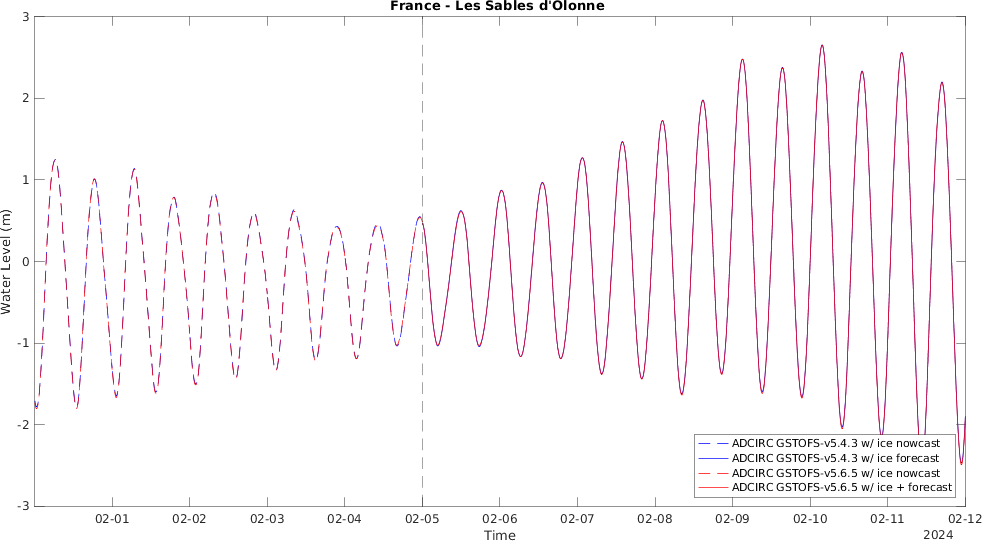 France - Les Sables d'Olonne
3
2
1
0
-1
-2
-3
Water Level (m)
ADCIRC GSTOFS-v5.4.3 w/ ice nowcast
ADCIRC GSTOFS-v5.4.3 w/ ice forecast
ADCIRC GSTOFS-v5.6.5 w/ ice nowcast
ADCIRC GSTOFS-v5.6.5 w/ ice + forecast
02-01 02-02 02-03 02-04 02-05 02-06 02-07 02-08 02-09 02-10 02-11 02-12
Time
2024